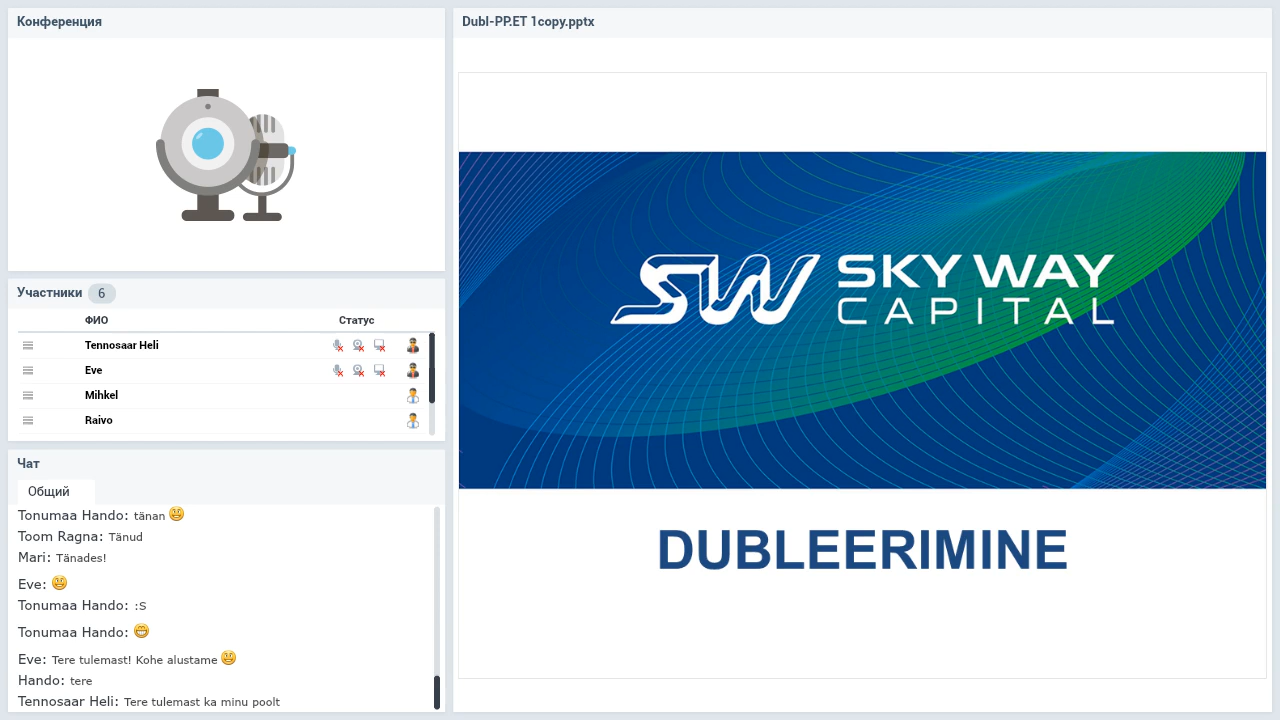 Конференция
Участники 6
ФИО Статус
Tennosaar Heli
Eve
Mihkel
Raivo
Чат
Общий
Tonumaa Hando: tänan
Toom Ragna: Tänud
Mari: Tänades!
Eve:
Tonumaa Hando: :S
Tonumaa Hando:
Eve: Tere tulemast! Kohe alustame
Hando: tere
Tennosaar Heli: Tere tulemast ka minu poolt
Dubl-PP.ET 1copy.pptx
SW SKY WAY
CAPITAL
DUBLEERIMINE